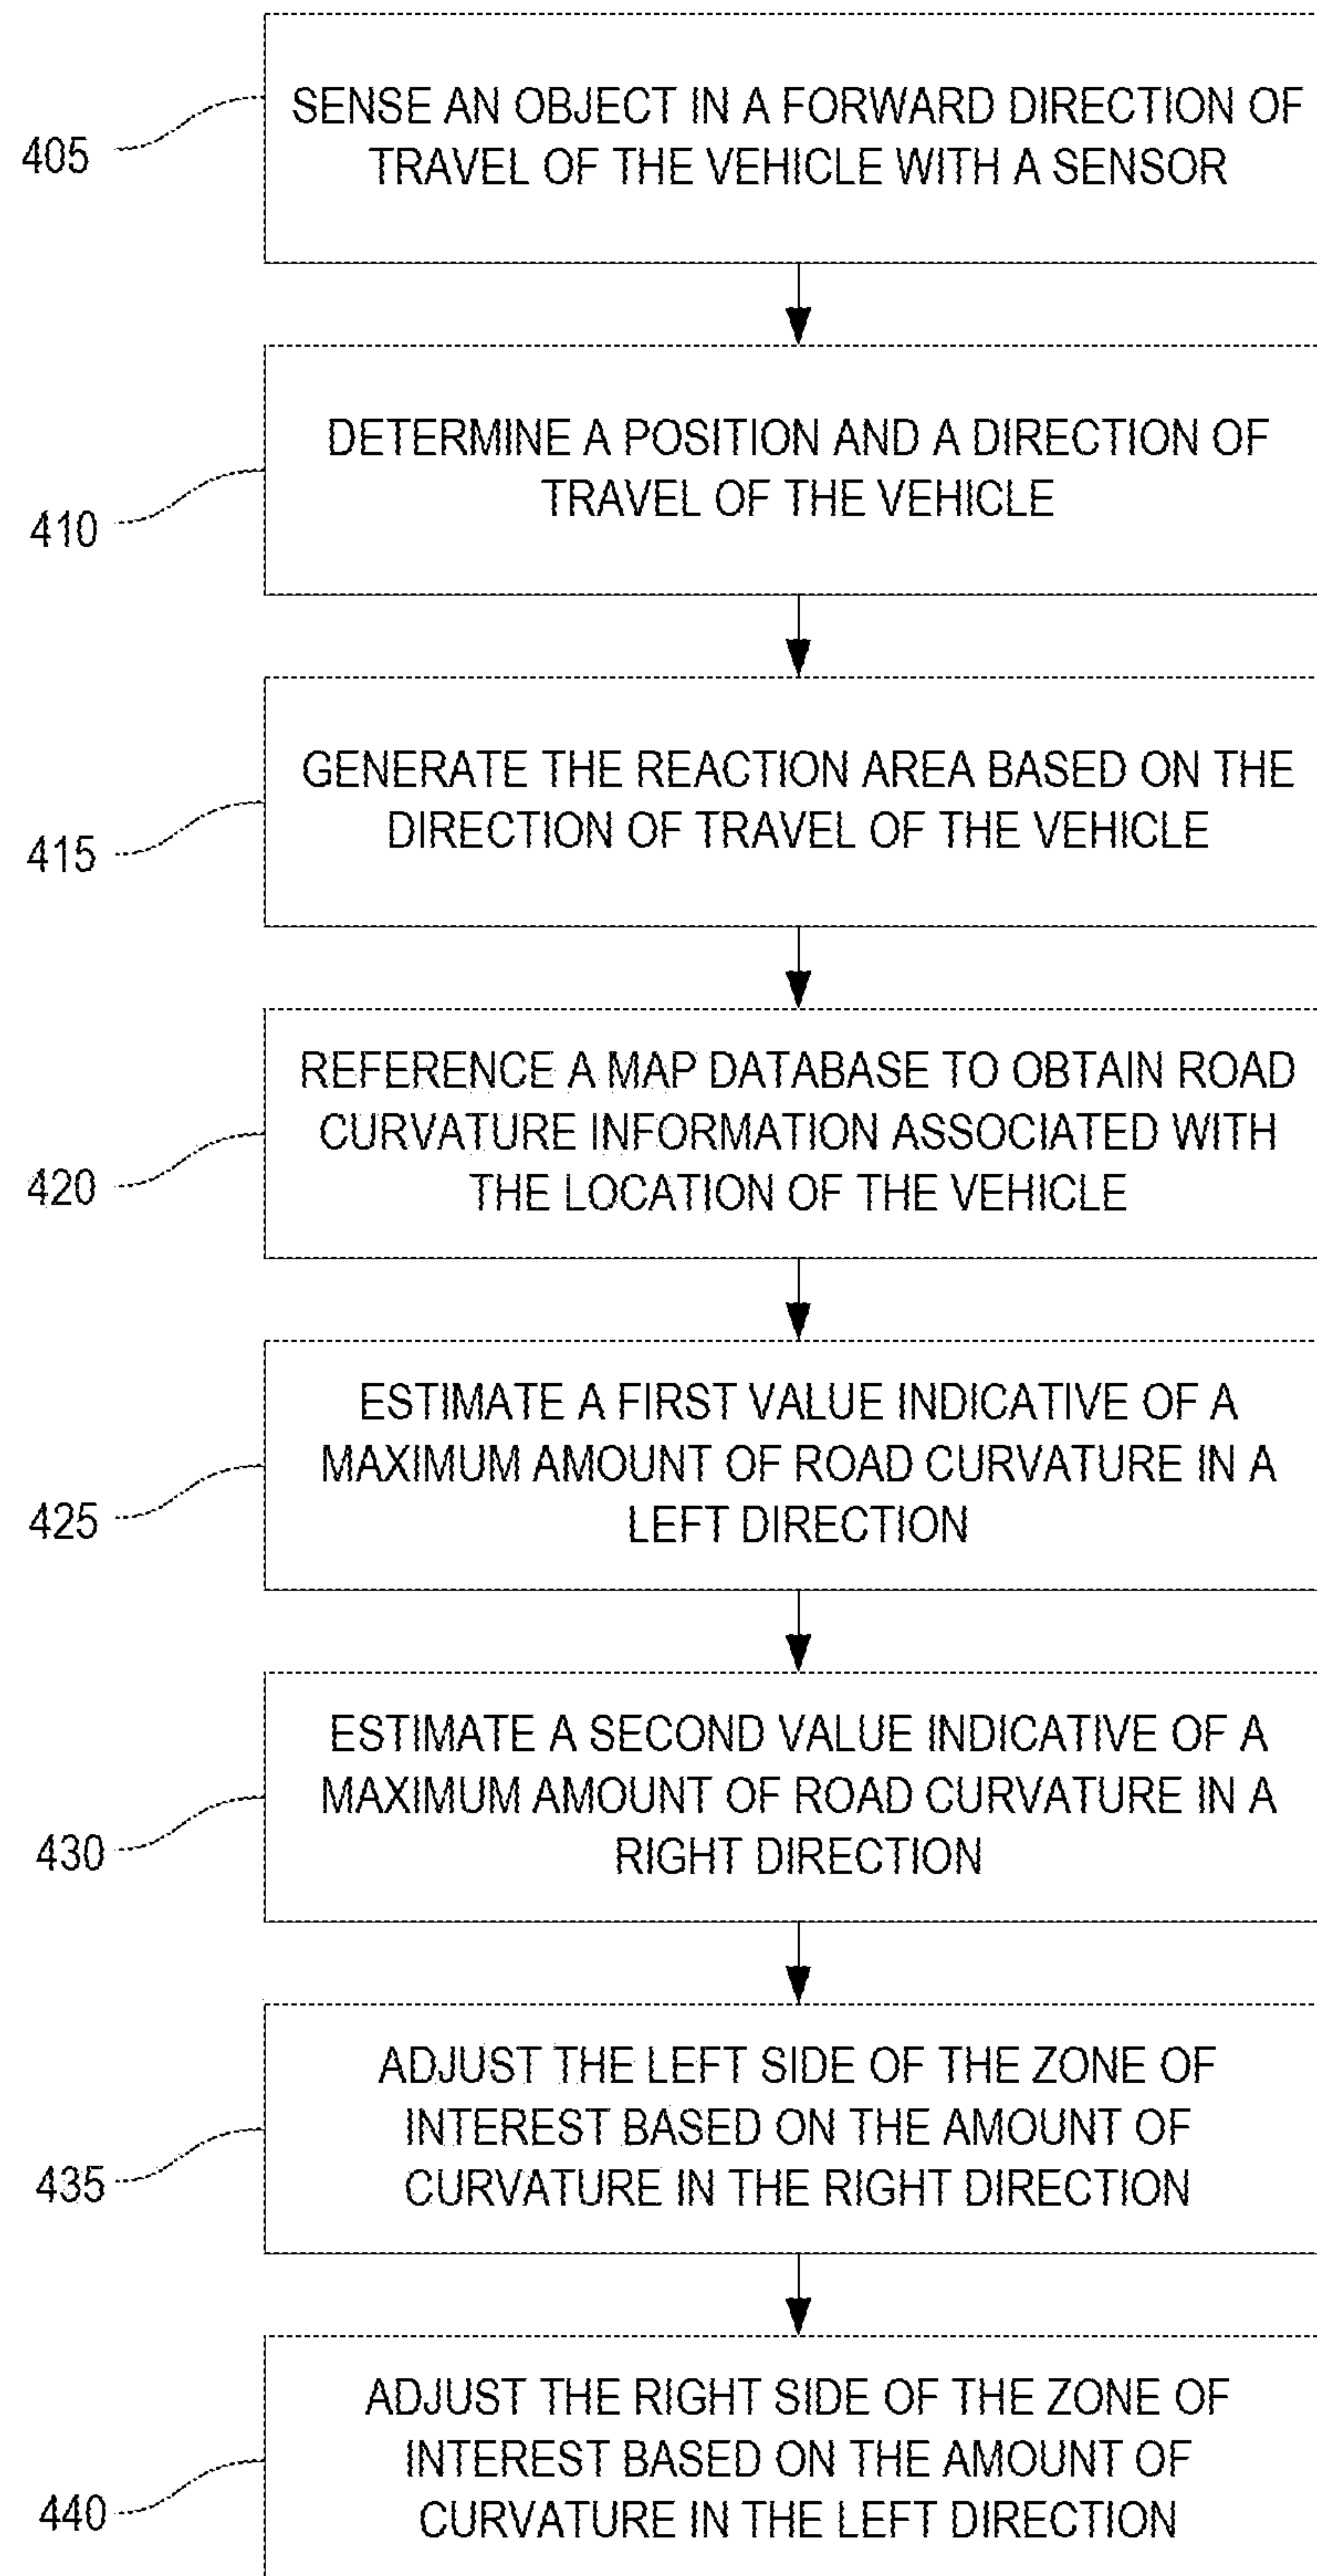 SENSE AN OBJECT IN A FORWARD DIRECTION OF
TRAVEL OF THE VEHICLE WITH A SENSOR
405
DETERMINE A POSITION AND A DIRECTION OF
TRAVEL OF THE VEHICLE
410
GENERATE THE REACTION AREA BASED ON THE
DIRECTION OF TRAVEL OF THE VEHICLE
415
REFERENCE A MAP DATABASE TO OBTAIN ROAD
CURVATURE INFORMATION ASSOCIATED WITH
THE LOCATION OF THE VEHICLE
420
ESTIMATE A FIRST VALUE INDICATIVE OF A
MAXIMUM AMOUNT OF ROAD CURVATURE IN A
LEFT DIRECTION
425
ESTIMATE A SECOND VALUE INDICATIVE OF A
MAXIMUM AMOUNT OF ROAD CURVATURE IN A
RIGHT DIRECTION
430
ADJUST THE LEFT SIDE OF THE ZONE OF
INTEREST BASED ON THE AMOUNT OF
CURVATURE IN THE RIGHT DIRECTION
435
ADJUST THE RIGHT SIDE OF THE ZONE OF
INTEREST BASED ON THE AMOUNT OF
CURVATURE IN THE LEFT DIRECTION
440